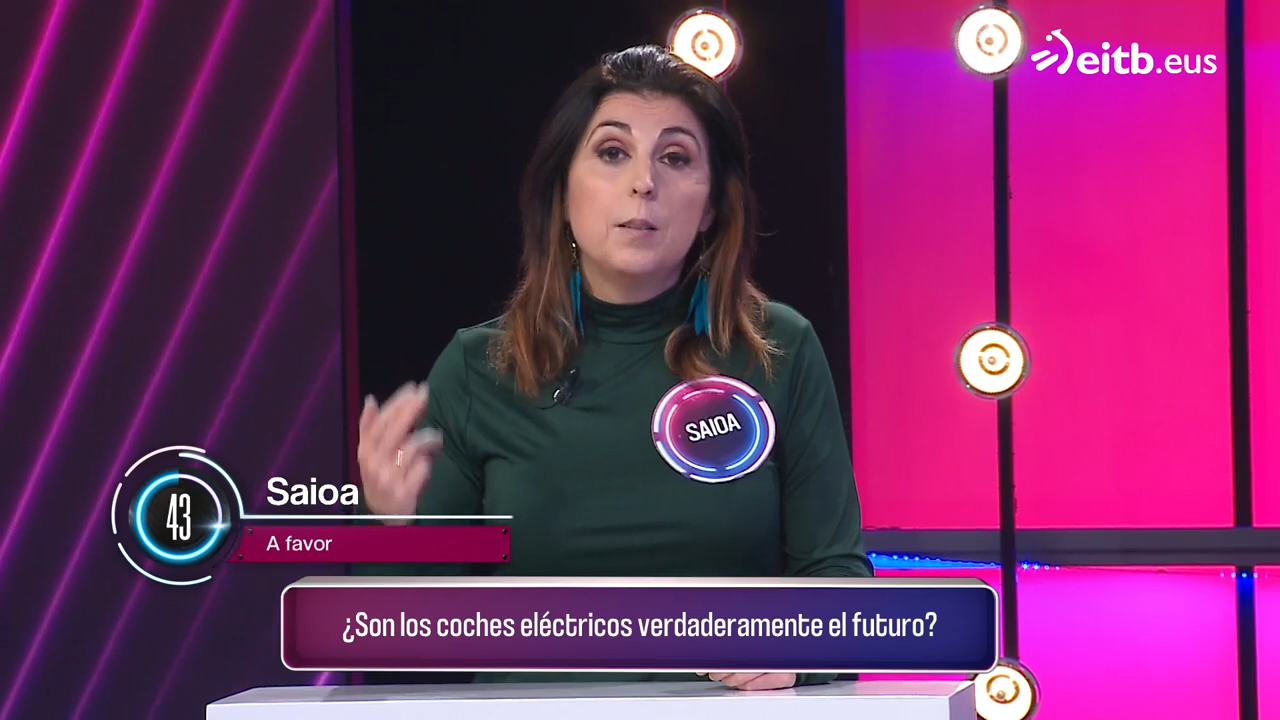 eitb.eus
SAIOA
43
Saioa
A favor
¿Son los coches eléctricos verdaderamente el futuro?